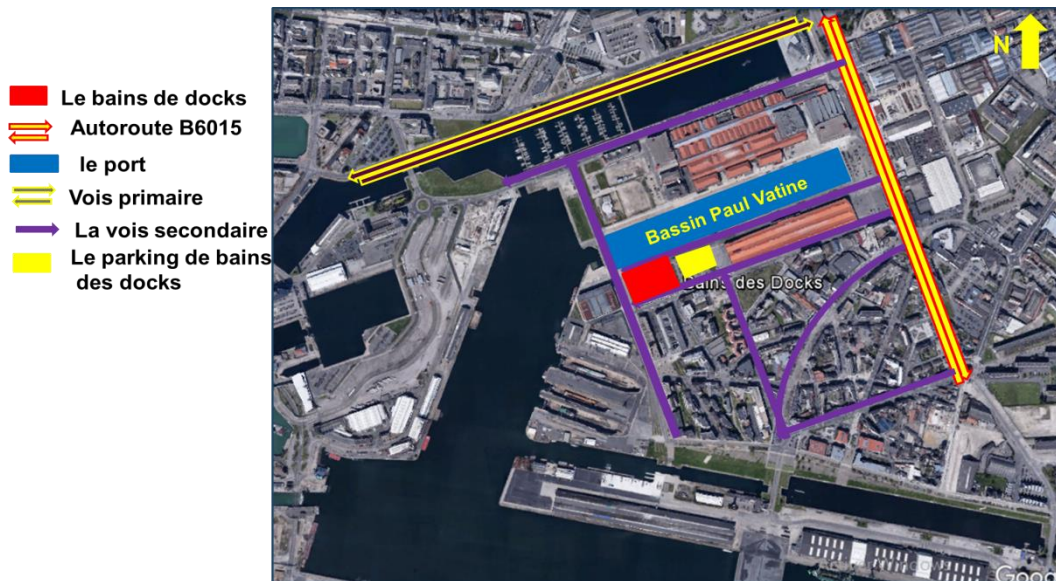 Le bains de docks
Autoroute B6015
le port
Vois primaire
La vois secondaire
Le parking de bains
des docks
N
Bassin Paul Vatine
Bains des Docks
Goo